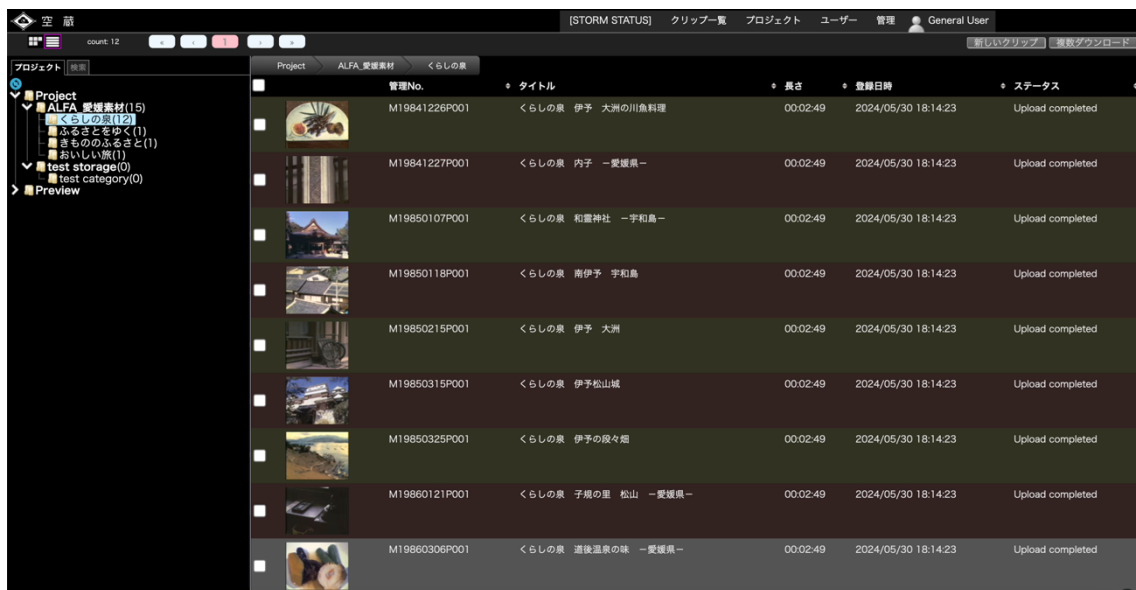 空蔵 [STORM STATUS] クリップ一覧 プロジェクト ユーザー 管理 General User
count: 12 « ‹ 1 › » 新しいクリップ 複数ダウンロード
プロジェクト 検索 Project ALFA_愛媛素材 くらしの泉
管理No. タイトル 長さ 登録日時 ステータス
Project
ALFA_愛媛素材(15)
くらしの泉(12)
ふるさとをゆく(1)
きもののふるさと(1)
おいしい旅(1)
test storage(0)
test category(0)
Preview
M19841226P001 くらしの泉 伊予 大洲の川魚料理 00:02:49 2024/05/30 18:14:23 Upload completed
M19841227P001 くらしの泉 内子 －愛媛県－ 00:02:49 2024/05/30 18:14:23 Upload completed
M19850107P001 くらしの泉 和霊神社 －宇和島－ 00:02:49 2024/05/30 18:14:23 Upload completed
M19850118P001 くらしの泉 南伊予 宇和島 00:02:49 2024/05/30 18:14:23 Upload completed
M19850215P001 くらしの泉 伊予 大洲 00:02:49 2024/05/30 18:14:23 Upload completed
M19850315P001 くらしの泉 伊予松山城 00:02:49 2024/05/30 18:14:23 Upload completed
M19850325P001 くらしの泉 伊予の段々畑 00:02:49 2024/05/30 18:14:23 Upload completed
M19860121P001 くらしの泉 子規の里 松山 －愛媛県－ 00:02:49 2024/05/30 18:14:23 Upload completed
M19860306P001 くらしの泉 道後温泉の味 －愛媛県－ 00:02:49 2024/05/30 18:14:23 Upload completed